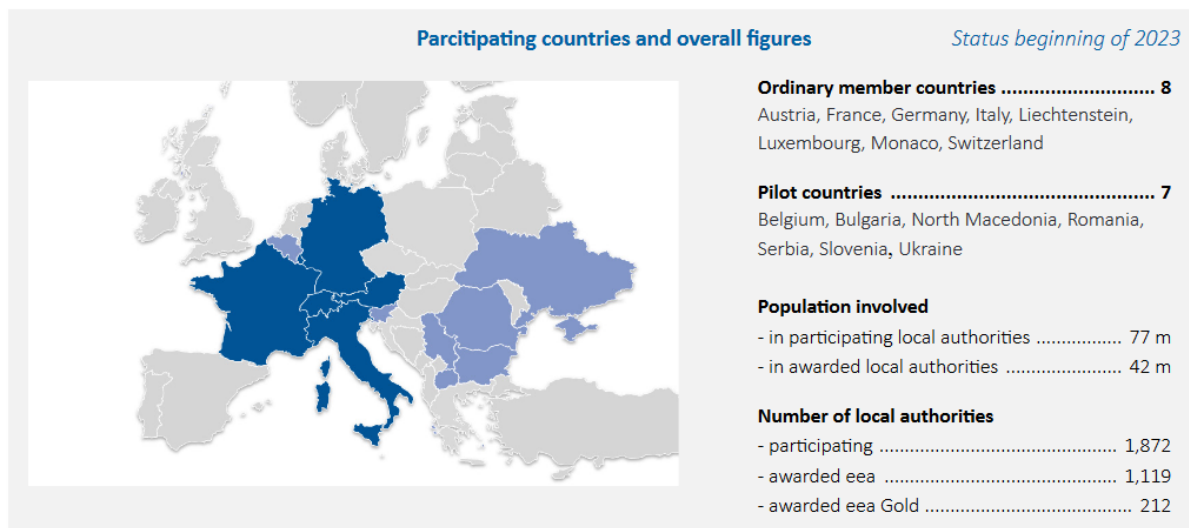 Parcitipating countries and overall figures
Status beginning of 2023
Ordinary member countries ............................ 8
Austria, France, Germany, Italy, Liechtenstein,
Luxembourg, Monaco, Switzerland
Pilot countries ................................................. 7
Belgium, Bulgaria, North Macedonia, Romania,
Serbia, Slovenia, Ukraine
Population involved
- in participating local authorities ................ 77 m
- in awarded local authorities ...................... 42 m
Number of local authorities
- participating ............................................ 1,872
- awarded eea ........................................... 1,119
- awarded eea Gold ...................................... 212